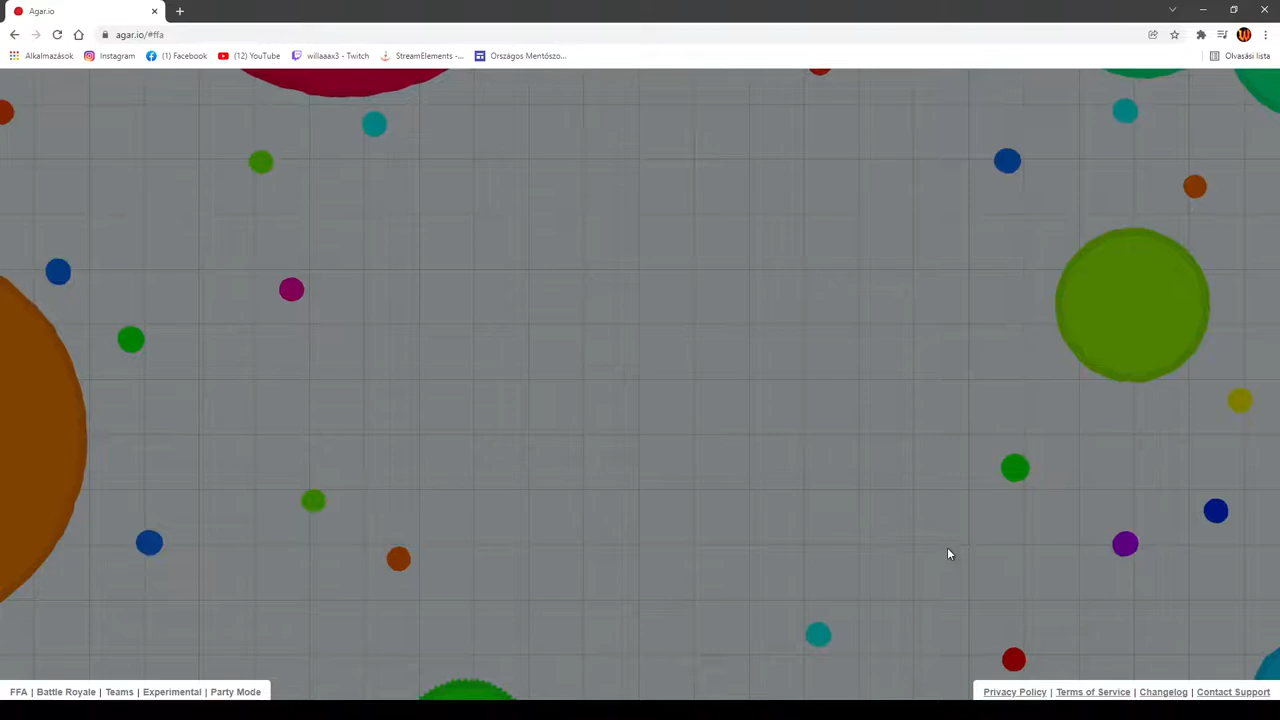 Agar.io
agar.io/#ffa
Alkalmazások Instagram (1) Facebook (12) YouTube willaaax3 - Twitch StreamElements -... Országos Mentőszo... Olvasási lista
FFA | Battle Royale | Teams | Experimental | Party Mode
Privacy Policy | Terms of Service | Changelog | Contact Support